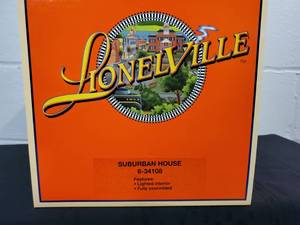 LIONELVILLE
TM
SUBURBAN HOUSE
6-34108
Features:
• Lighted interior
• Fully assembled